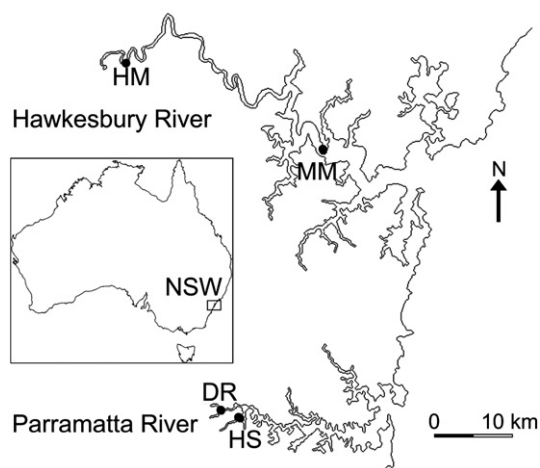 HM
Hawkesbury River
MM
N
NSW
DR
Parramatta River
HS
0 10 km